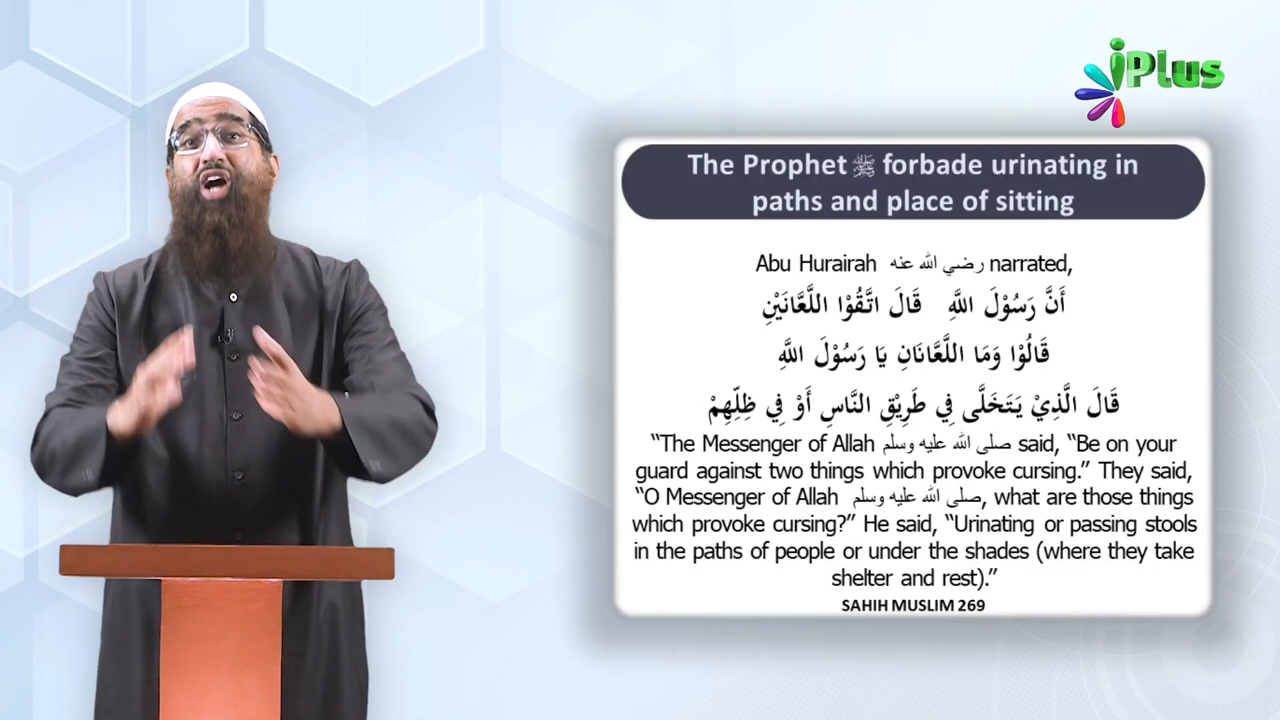 iPlus
The Prophet ﷺ forbade urinating in
paths and place of sitting
Abu Hurairah رضي الله عنه narrated,
أَنَّ رَسُوْلَ اللَّهِ قَالَ اتَّقُوْا اللَّعَّانَيْنِ
قَالُوْا وَمَا اللَّعَّانَانِ يَا رَسُوْلَ اللَّهِ
قَالَ الَّذِيْ يَتَخَلَّى فِي طَرِيْقِ النَّاسِ أَوْ فِي ظِلِّهِمْ
“The Messenger of Allah صلى الله عليه وسلم said, “Be on your
guard against two things which provoke cursing.” They said,
“O Messenger of Allah صلى الله عليه وسلم, what are those things
which provoke cursing?” He said, “Urinating or passing stools
in the paths of people or under the shades (where they take
shelter and rest).”
SAHIH MUSLIM 269